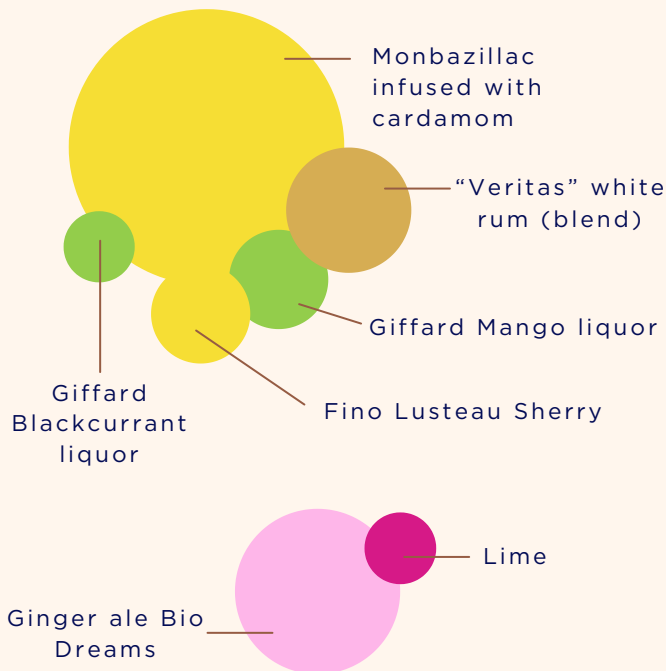 Monbazillac
infused with
cardamom
“Veritas” white
rum (blend)
Giffard Mango liquor
Giffard
Blackcurrant
liquor
Fino Lusteau Sherry
Lime
Ginger ale Bio
Dreams